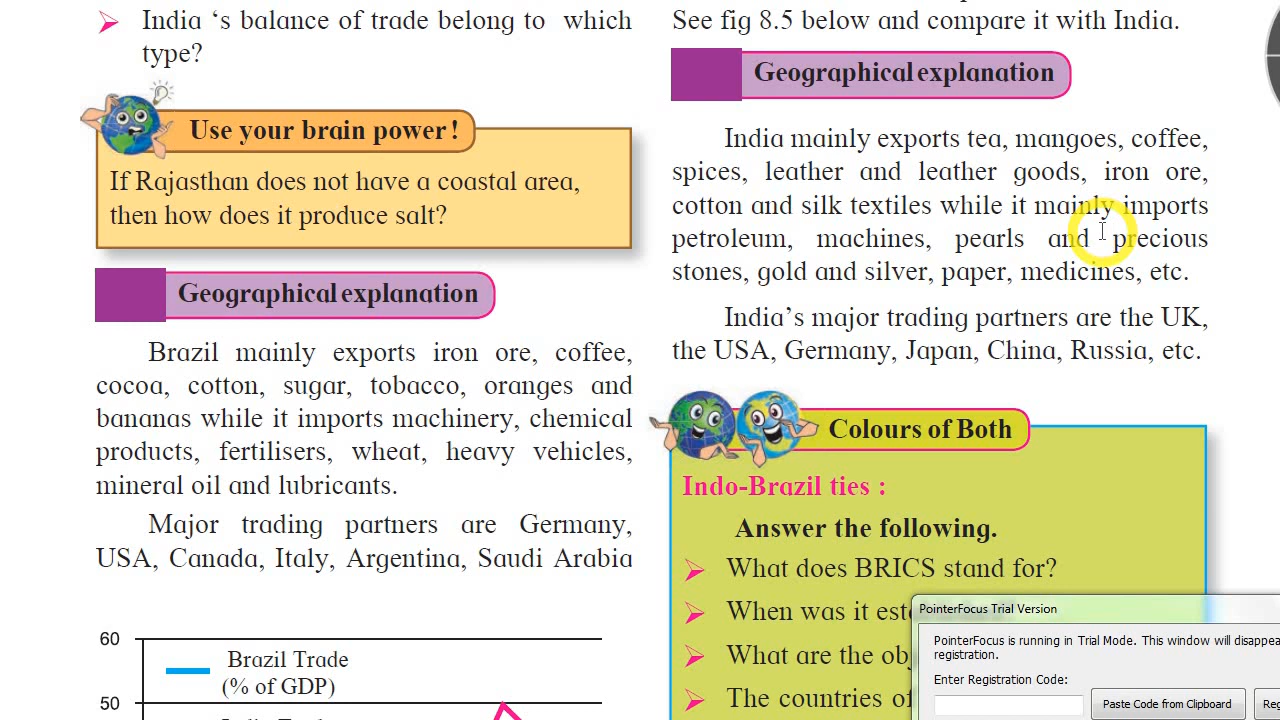 India ‘s balance of trade belong to which
type?
Use your brain power !
If Rajasthan does not have a coastal area,
then how does it produce salt?
Geographical explanation
Brazil mainly exports iron ore, coffee,
cocoa, cotton, sugar, tobacco, oranges and
bananas while it imports machinery, chemical
products, fertilisers, wheat, heavy vehicles,
mineral oil and lubricants.
Major trading partners are Germany,
USA, Canada, Italy, Argentina, Saudi Arabia
60
Brazil Trade
(% of GDP)
50
See fig 8.5 below and compare it with India.
Geographical explanation
India mainly exports tea, mangoes, coffee,
spices, leather and leather goods, iron ore,
cotton and silk textiles while it mainly imports
petroleum, machines, pearls and precious
stones, gold and silver, paper, medicines, etc.
India’s major trading partners are the UK,
the USA, Germany, Japan, China, Russia, etc.
Colours of Both
Indo-Brazil ties :
Answer the following.
What does BRICS stand for?
When was it
What are the
The countries of
PointerFocus Trial Version
PointerFocus is running in Trial Mode. This window will
registration.
Enter Registration Code:
Paste Code from Clipboard